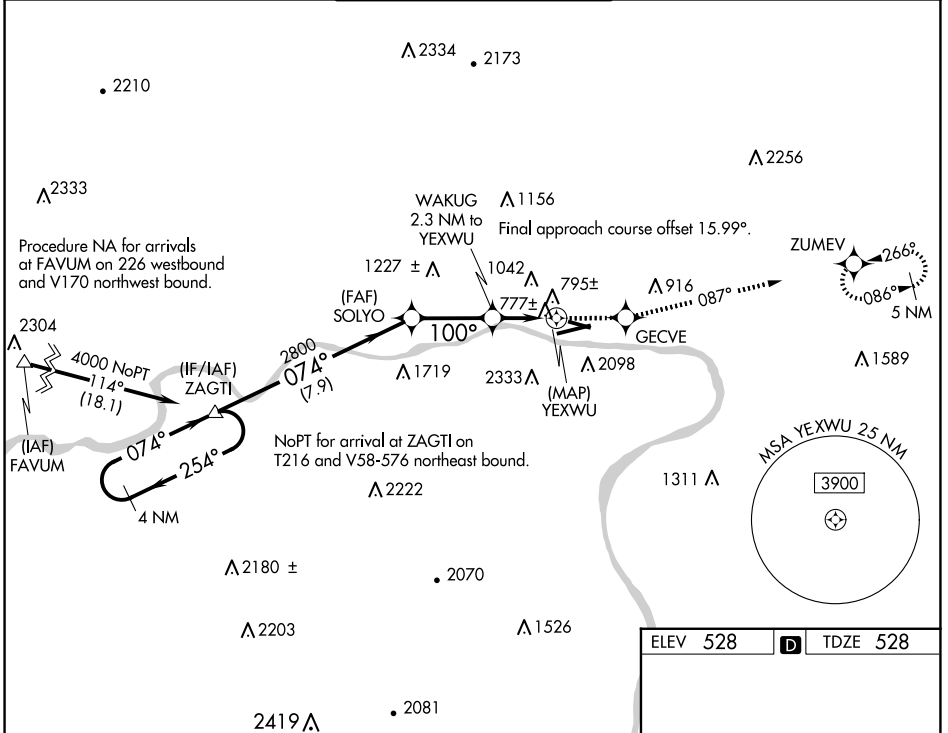 2334
2173
2210
2256
2333
WAKUG
2.3 NM to
YEXWU
1156
Final approach course offset 15.99°.
Procedure NA for arrivals
at FAVUM on 226 westbound
and V170 northwest bound.
ZUMEV
266°
086°
5 NM
1227 ±
1042
795±
777±
916
087°
(FAF)
SOLYO
100°
GECVE
2304
4000 NoPT
114°
(18.1)
(IF/IAF)
ZAGTI
2800
074°
(7.9)
1719
2333
2098
1589
(MAP)
YEXWU
(IAF)
FAVUM
074°
254°
4 NM
NoPT for arrival at ZAGTI on
T216 and V58-576 northeast bound.
2222
1311
MSA YEXWU 25 NM
3900
2180 ±
2070
2203
1526
2419
2081
ELEV 528 D TDZE 528